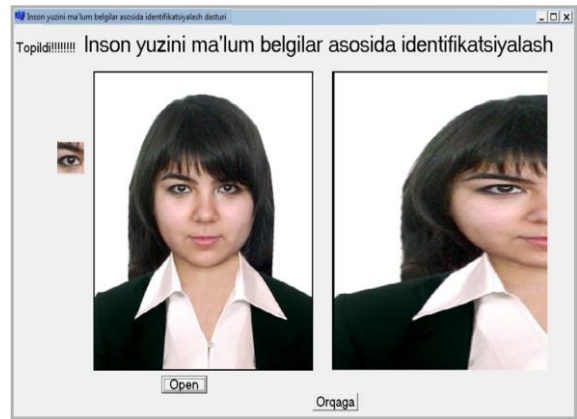 Inson yuzini ma'lum belgilar asosida identifikatsiyalash dasturi
Topildi!!!!!!!! Inson yuzini ma'lum belgilar asosida identifikatsiyalash
Open
Orqaga